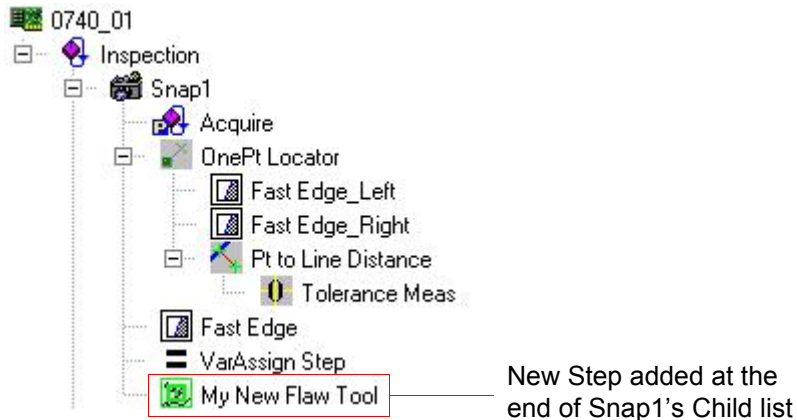 0740_01
Inspection
Snap1
Acquire
OnePt Locator
Fast Edge_Left
Fast Edge_Right
Pt to Line Distance
Tolerance Meas
Fast Edge
VarAssign Step
My New Flaw Tool
New Step added at the
end of Snap1's Child list